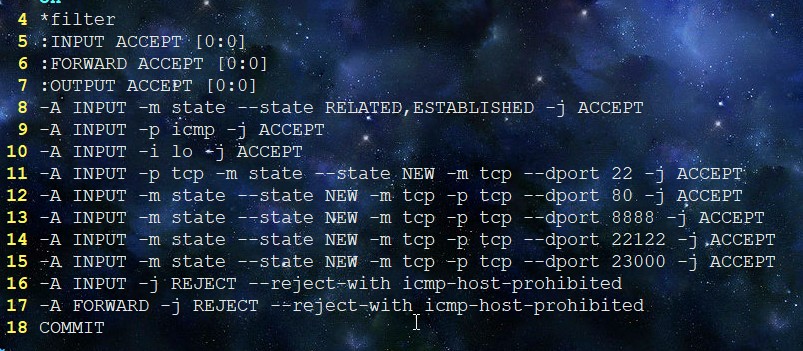 4 *filter
5 :INPUT ACCEPT [0:0]
6 :FORWARD ACCEPT [0:0]
7 :OUTPUT ACCEPT [0:0]
8 -A INPUT -m state --state RELATED,ESTABLISHED -j ACCEPT
9 -A INPUT -p icmp -j ACCEPT
10 -A INPUT -i lo -j ACCEPT
11 -A INPUT -p tcp -m state --state NEW -m tcp --dport 22 -j ACCEPT
12 -A INPUT -m state --state NEW -m tcp -p tcp --dport 80 -j ACCEPT
13 -A INPUT -m state --state NEW -m tcp -p tcp --dport 8888 -j ACCEPT
14 -A INPUT -m state --state NEW -m tcp -p tcp --dport 22122 -j ACCEPT
15 -A INPUT -m state --state NEW -m tcp -p tcp --dport 23000 -j ACCEPT
16 -A INPUT -j REJECT --reject-with icmp-host-prohibited
17 -A FORWARD -j REJECT --reject-with icmp-host-prohibited
18 COMMIT